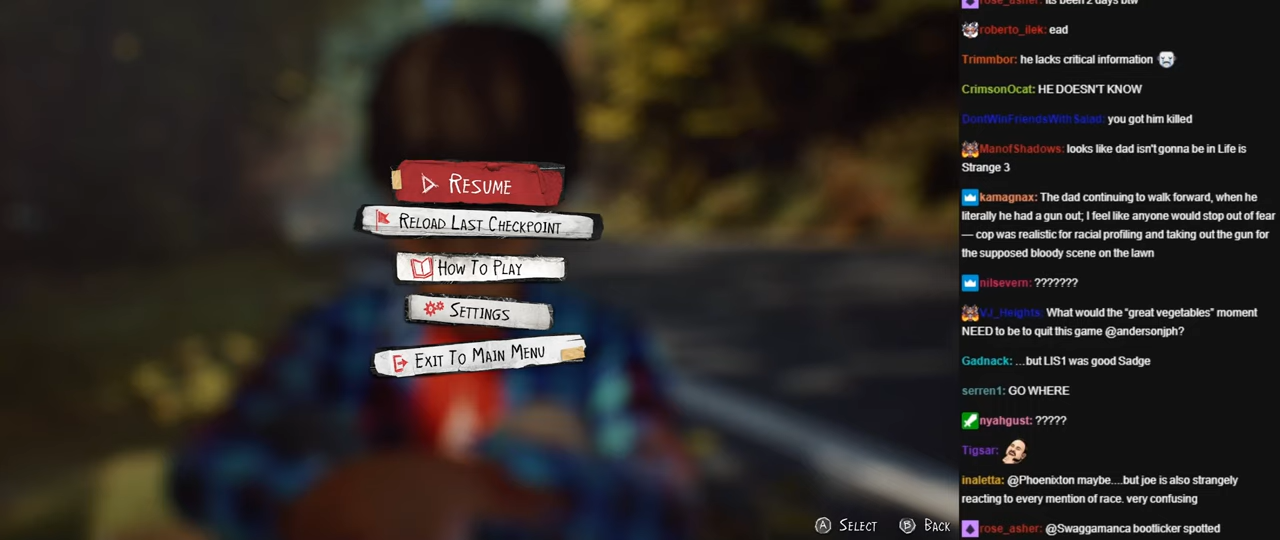 RESUME
RELOAD LAST CHECKPOINT
HOW TO PLAY
SETTINGS
EXIT TO MAIN MENU
A SELECT B BACK
rose_asher: its been 2 days btw
roberto_ilek: ead
Trimmbor: he lacks critical information
CrimsonOcat: HE DOESN'T KNOW
DontWinFriendsWithSalad: you got him killed
ManofShadows: looks like dad isn't gonna be in Life is
Strange 3
kamagnax: The dad continuing to walk forward, when he
literally he had a gun out; I feel like anyone would stop out of fear
— cop was realistic for racial profiling and taking out the gun for
the supposed bloody scene on the lawn
nilsevern: ???????
VJ_Heights: What would the "great vegetables" moment
NEED to be to quit this game @andersonjph?
Gadnack: ...but LIS1 was good Sadge
serren1: GO WHERE
nyahgust: ?????
Tigsar:
inaletta: @Phoenixton maybe....but joe is also strangely
reacting to every mention of race. very confusing
rose_asher: @Swaggamanca bootlicker spotted